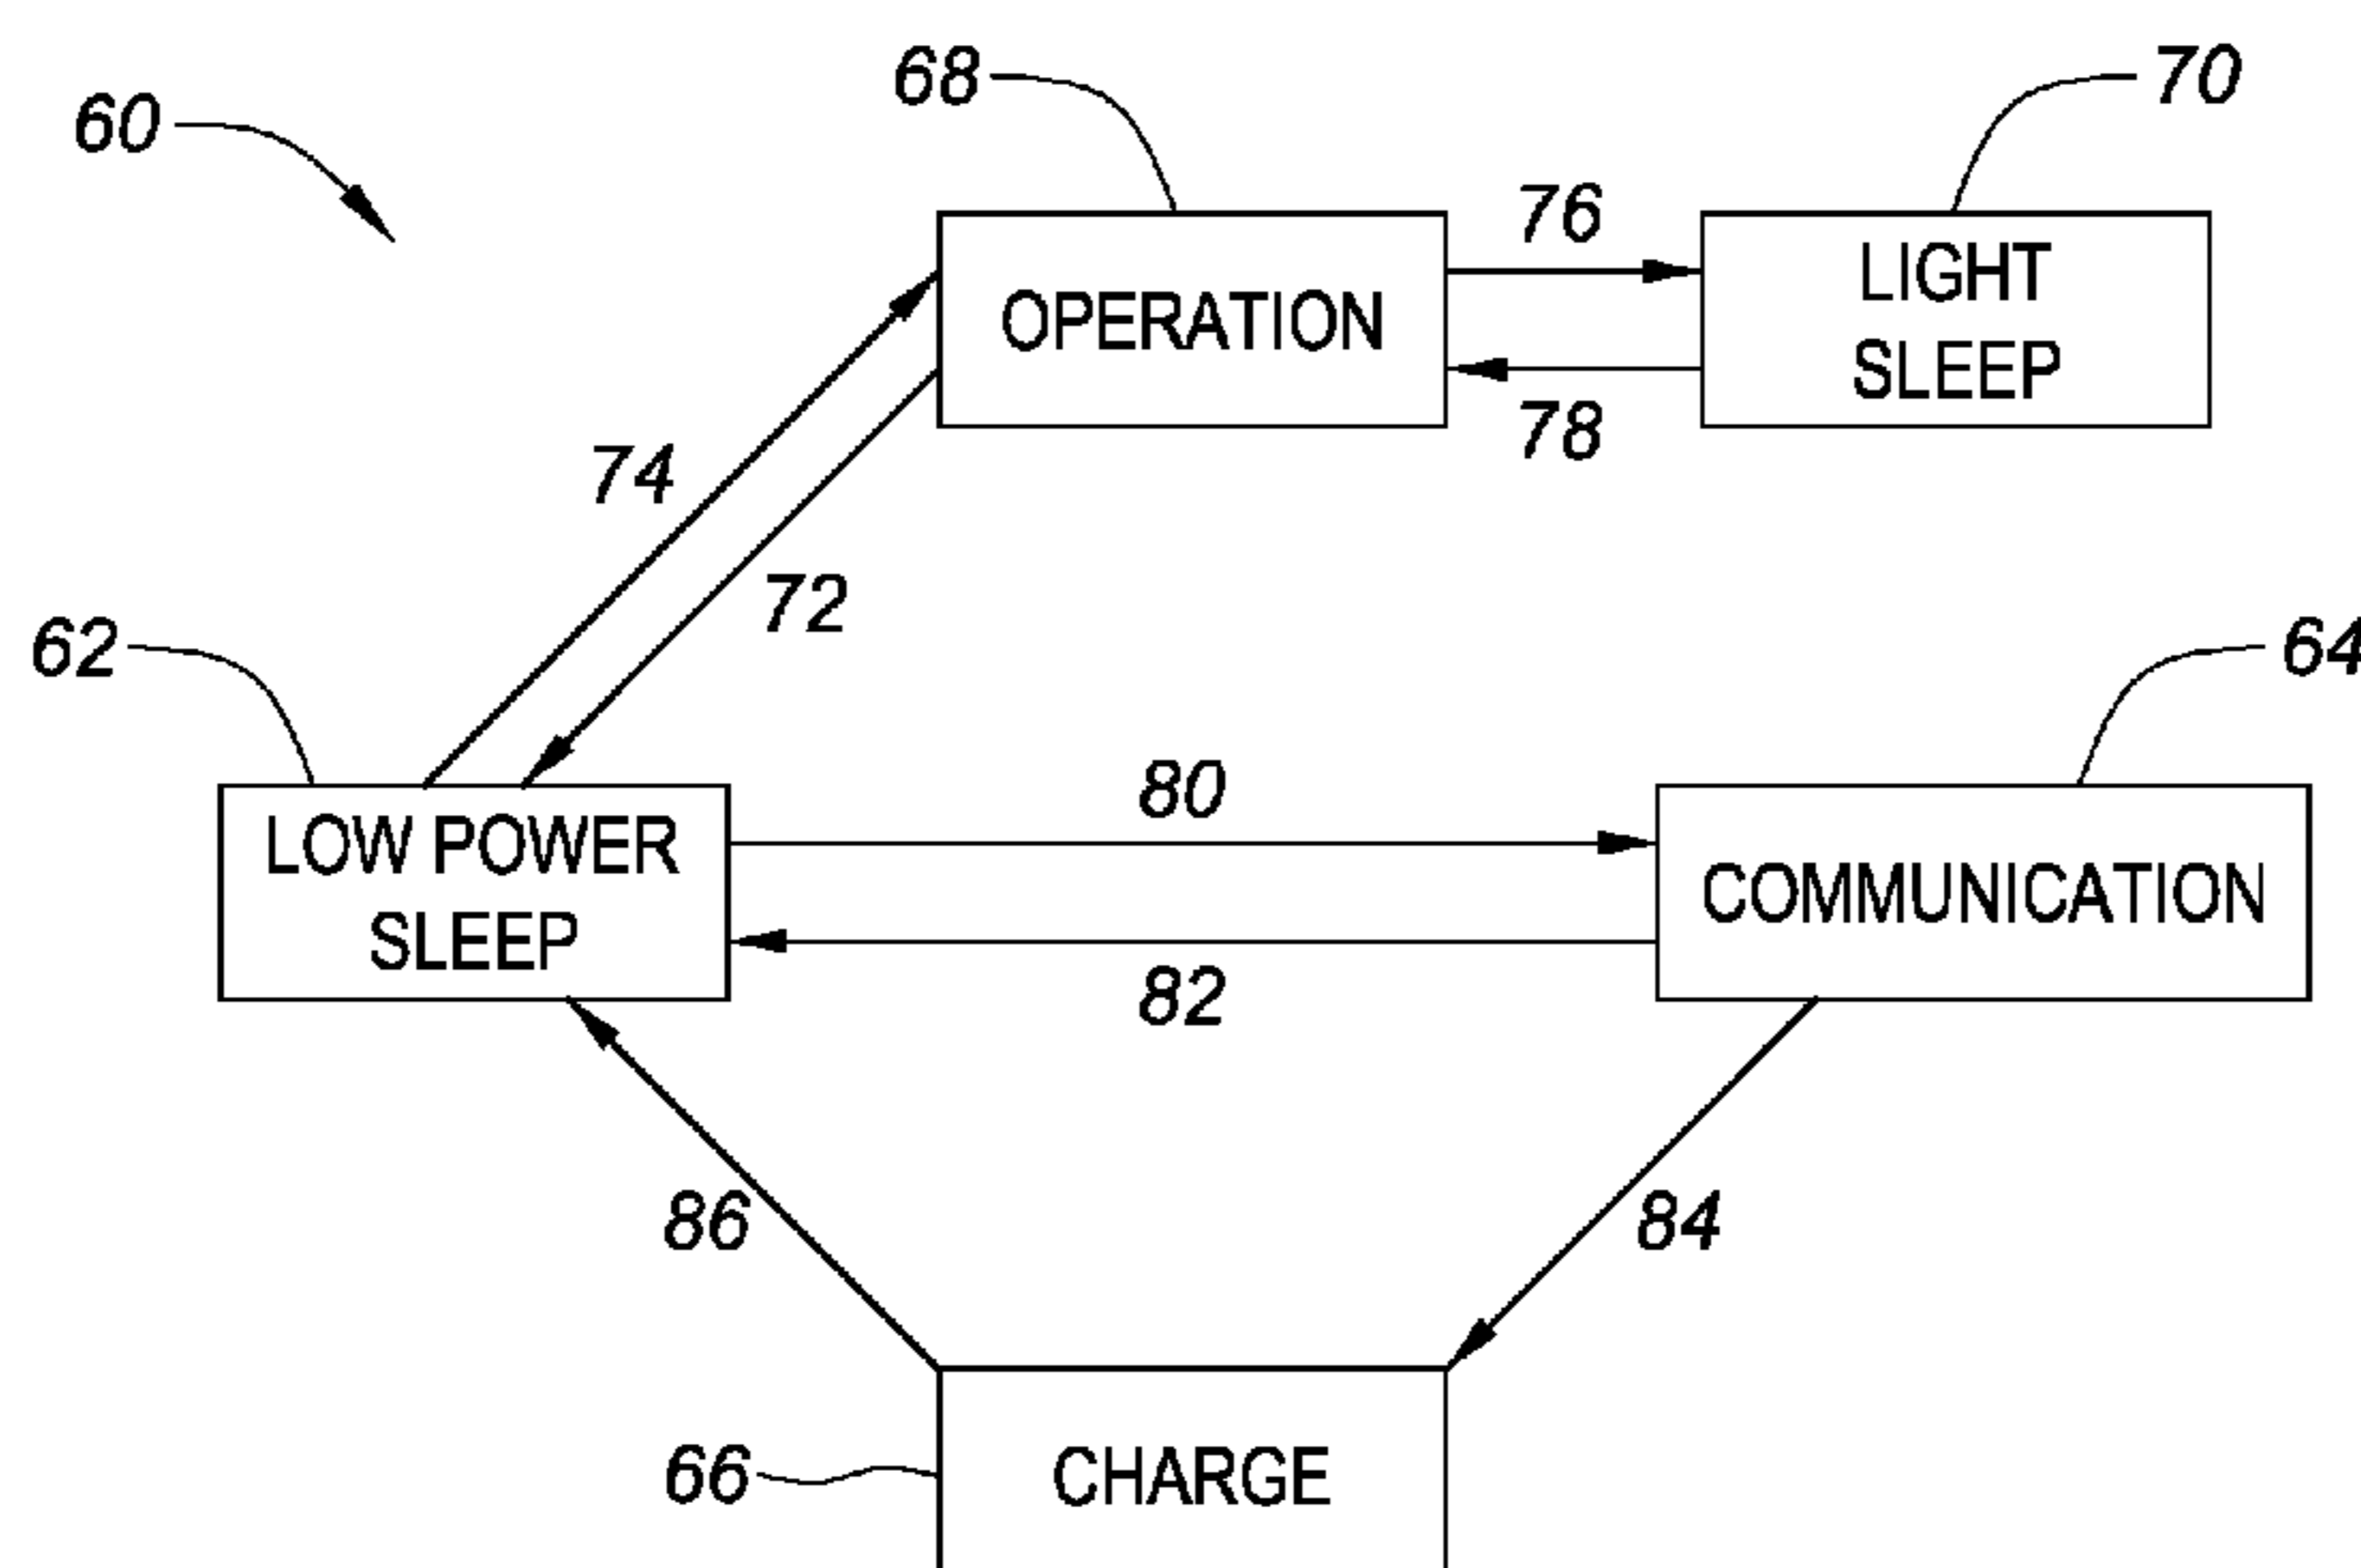 68
70
60
76
LIGHT
OPERATION
SLEEP
78
74
72
62
64
80
LOW POWER
COMMUNICATION
SLEEP
82
86
84
66
CHARGE